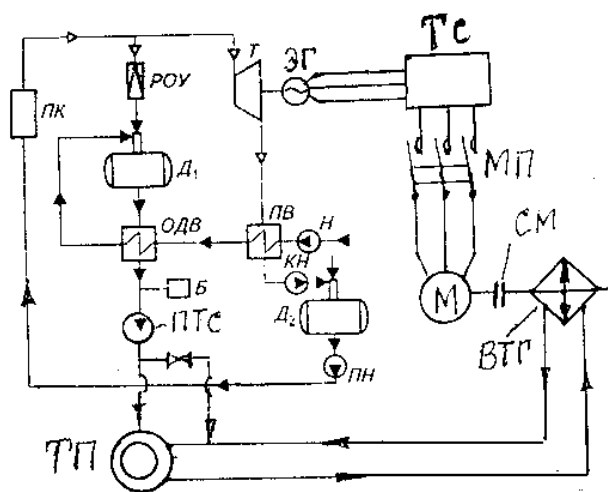 Т
ЭГ
ТС
РОУ
ПК
МП
Д₁
ОДВ
ПВ
Н
КН
СМ
Б
Д₂
М
ПТС
ВТГ
ПН
ТП